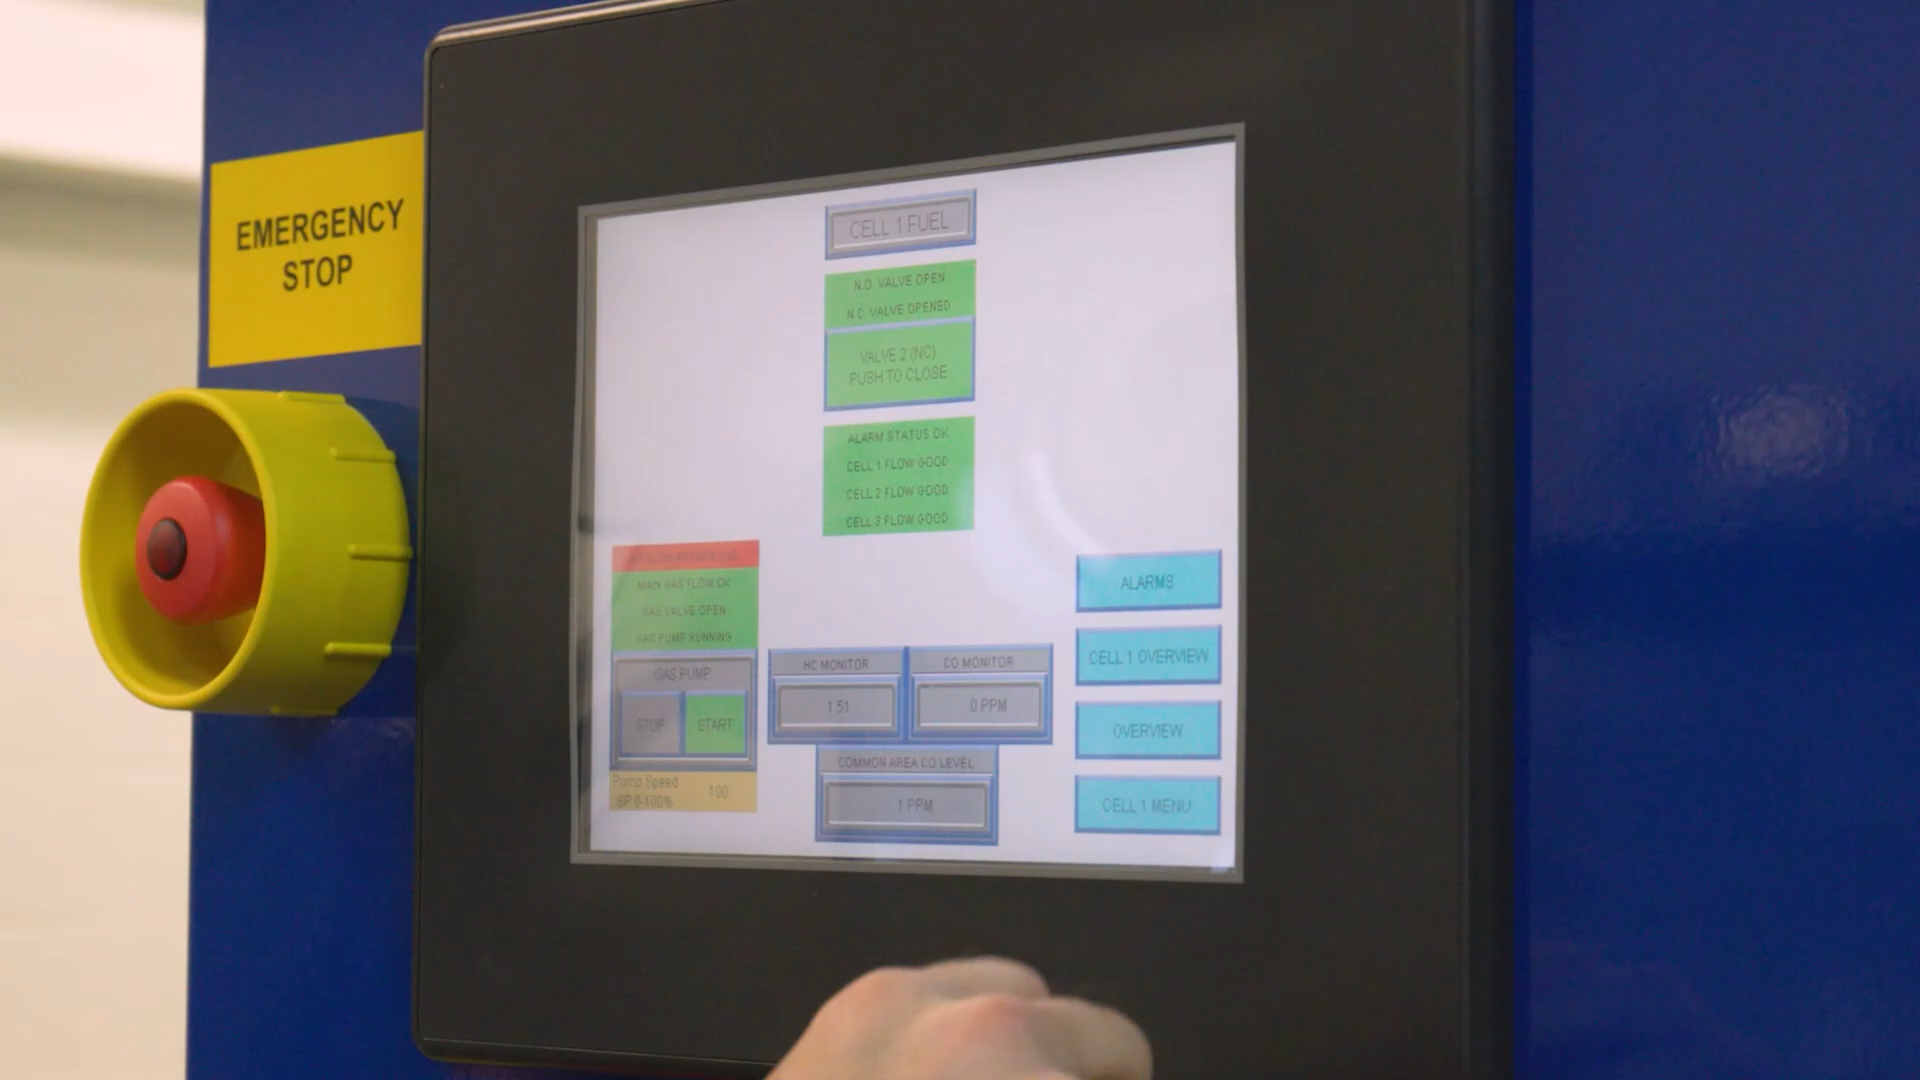 EMERGENCY
STOP
CELL 1 FUEL
N.O. VALVE OPEN
N.C. VALVE OPENED
VALVE 2 (NC)
PUSH TO CLOSE
ALARM STATUS OK
CELL 1 FLOW GOOD
CELL 2 FLOW GOOD
CELL 3 FLOW GOOD
MAIN GAS FLOW OK
GAS VALVE OPEN
GAS PUMP RUNNING
GAS PUMP
STOP
START
Pump Speed
SP 0-100%
100
HC MONITOR
1.51
CO MONITOR
0 PPM
COMMON AREA CO LEVEL
1 PPM
ALARMS
CELL 1 OVERVIEW
OVERVIEW
CELL 1 MENU